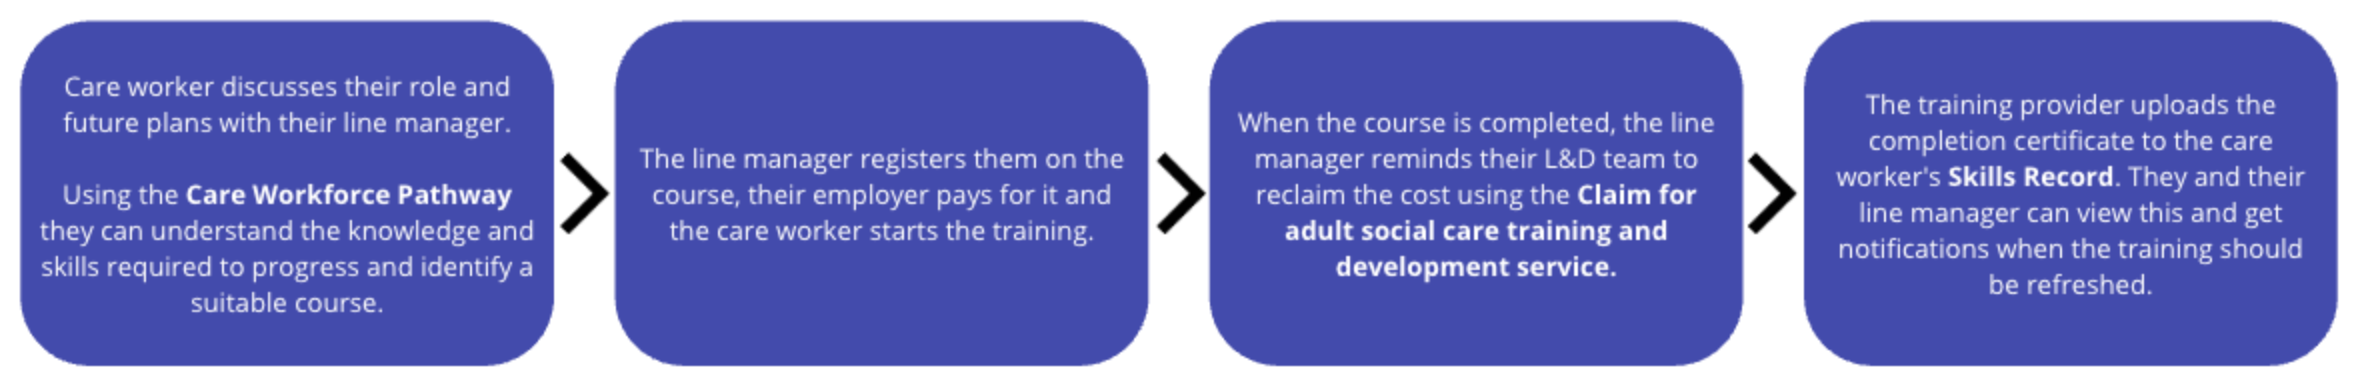 Care worker discusses their role and
future plans with their line manager.
Using the Care Workforce Pathway
they can understand the knowledge and
skills required to progress and identify a
suitable course.
The line manager registers them on the
course, their employer pays for it and
the care worker starts the training.
When the course is completed, the line
manager reminds their L&D team to
reclaim the cost using the Claim for
adult social care training and
development service.
The training provider uploads the
completion certificate to the care
worker's Skills Record. They and their
line manager can view this and get
notifications when the training should
be refreshed.